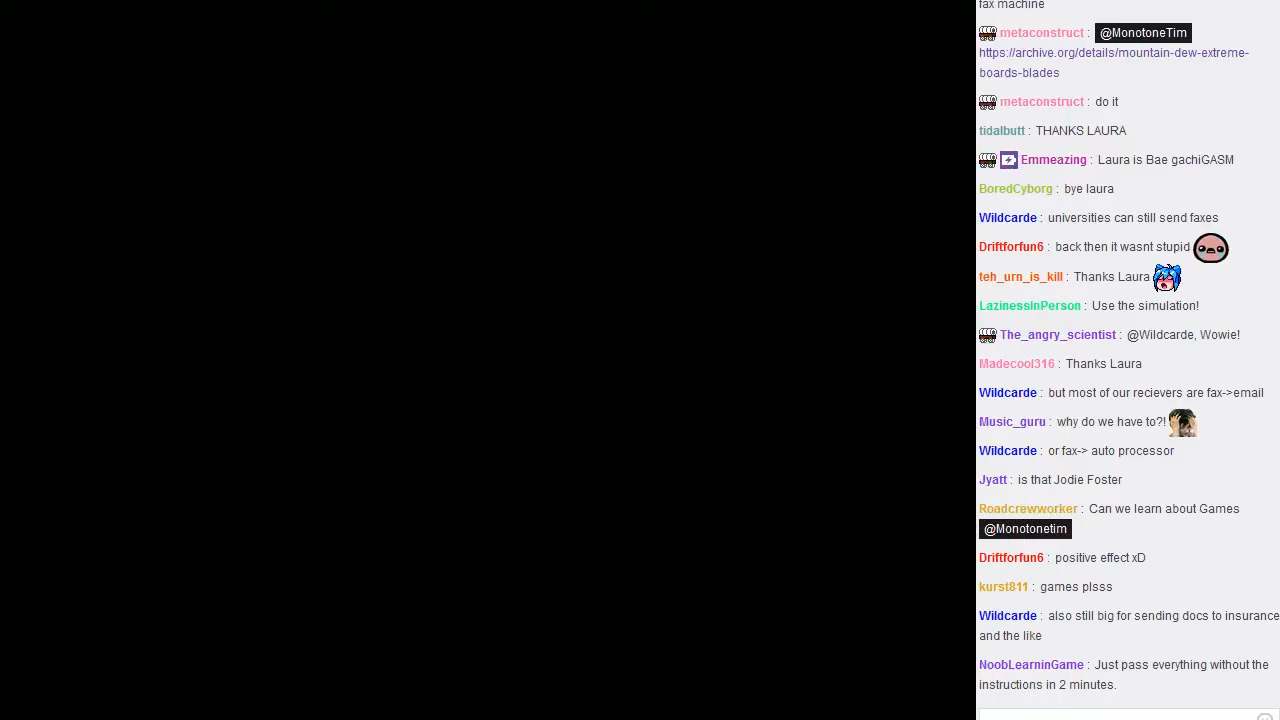 fax machine
metaconstruct : @MonotoneTim
https://archive.org/details/mountain-dew-extreme-
boards-blades
metaconstruct : do it
tidalbutt : THANKS LAURA
Emmeazing : Laura is Bae gachiGASM
BoredCyborg : bye laura
Wildcarde : universities can still send faxes
Driftforfun6 : back then it wasnt stupid
teh_urn_is_kill : Thanks Laura
LazinessInPerson : Use the simulation!
The_angry_scientist : @Wildcarde, Wowie!
Madecool316 : Thanks Laura
Wildcarde : but most of our recievers are fax->email
Music_guru : why do we have to?!
Wildcarde : or fax-> auto processor
Jyatt : is that Jodie Foster
Roadcrewworker : Can we learn about Games
@Monotonetim
Driftforfun6 : positive effect xD
kurst811 : games plsss
Wildcarde : also still big for sending docs to insurance
and the like
NoobLearninGame : Just pass everything without the
instructions in 2 minutes.